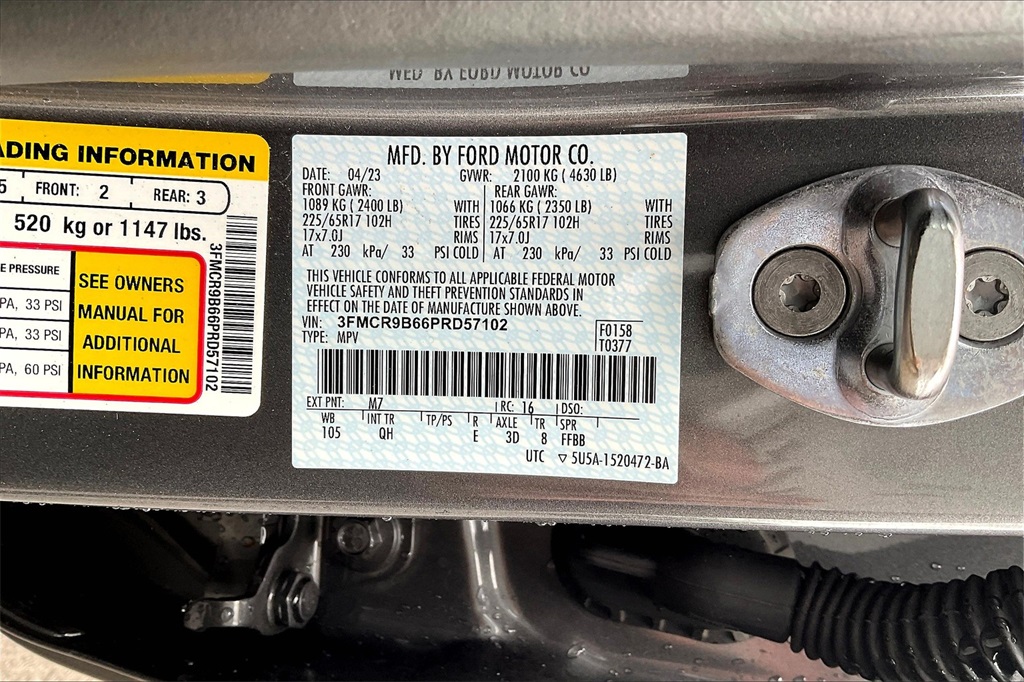 WED BX FORD MOTOR CO
ADING INFORMATION
5 FRONT: 2 REAR: 3
520 kg or 1147 lbs.
E PRESSURE
PA, 33 PSI
PA, 33 PSI
PA, 60 PSI
SEE OWNERS
MANUAL FOR
ADDITIONAL
INFORMATION
3FMCR9B66PRD57102
MFD. BY FORD MOTOR CO.
DATE: 04/23 GVWR: 2100 KG ( 4630 LB)
FRONT GAWR: REAR GAWR:
1089 KG ( 2400 LB) WITH 1066 KG ( 2350 LB) WITH
225/65R17 102H TIRES 225/65R17 102H TIRES
17x7.0J RIMS 17x7.0J RIMS
AT 230 kPa/ 33 PSI COLD AT 230 kPa/ 33 PSI COLD
THIS VEHICLE CONFORMS TO ALL APPLICABLE FEDERAL MOTOR
VEHICLE SAFETY AND THEFT PREVENTION STANDARDS IN
EFFECT ON THE DATE OF MANUFACTURE SHOWN ABOVE.
VIN: 3FMCR9B66PRD57102
TYPE: MPV
F0158
T0377
EXT PNT: M7 RC: 16 DSO:
WB INT TR TP/PS R AXLE TR SPR
105 QH E 3D 8 FFBB
UTC ▽ 5U5A-1520472-BA